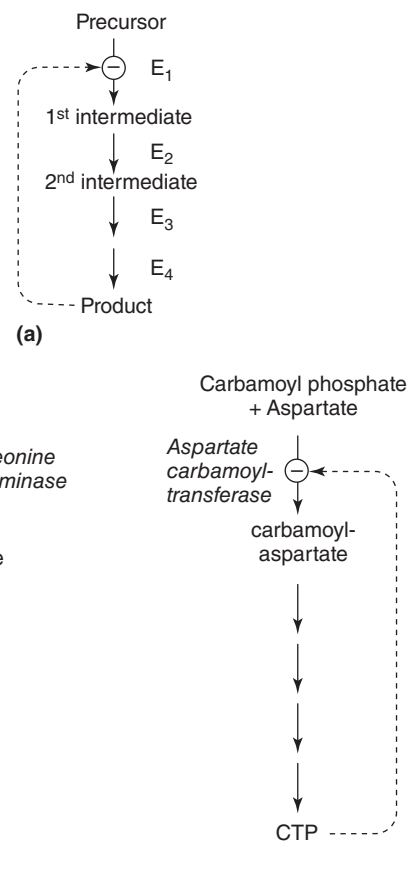 Precursor
− E1
1st intermediate
E2
2nd intermediate
E3
E4
Product
(a)
Carbamoyl phosphate
+ Aspartate
eonine
minase
e
Aspartate
carbamoyl-
transferase
−
carbamoyl-
aspartate
CTP